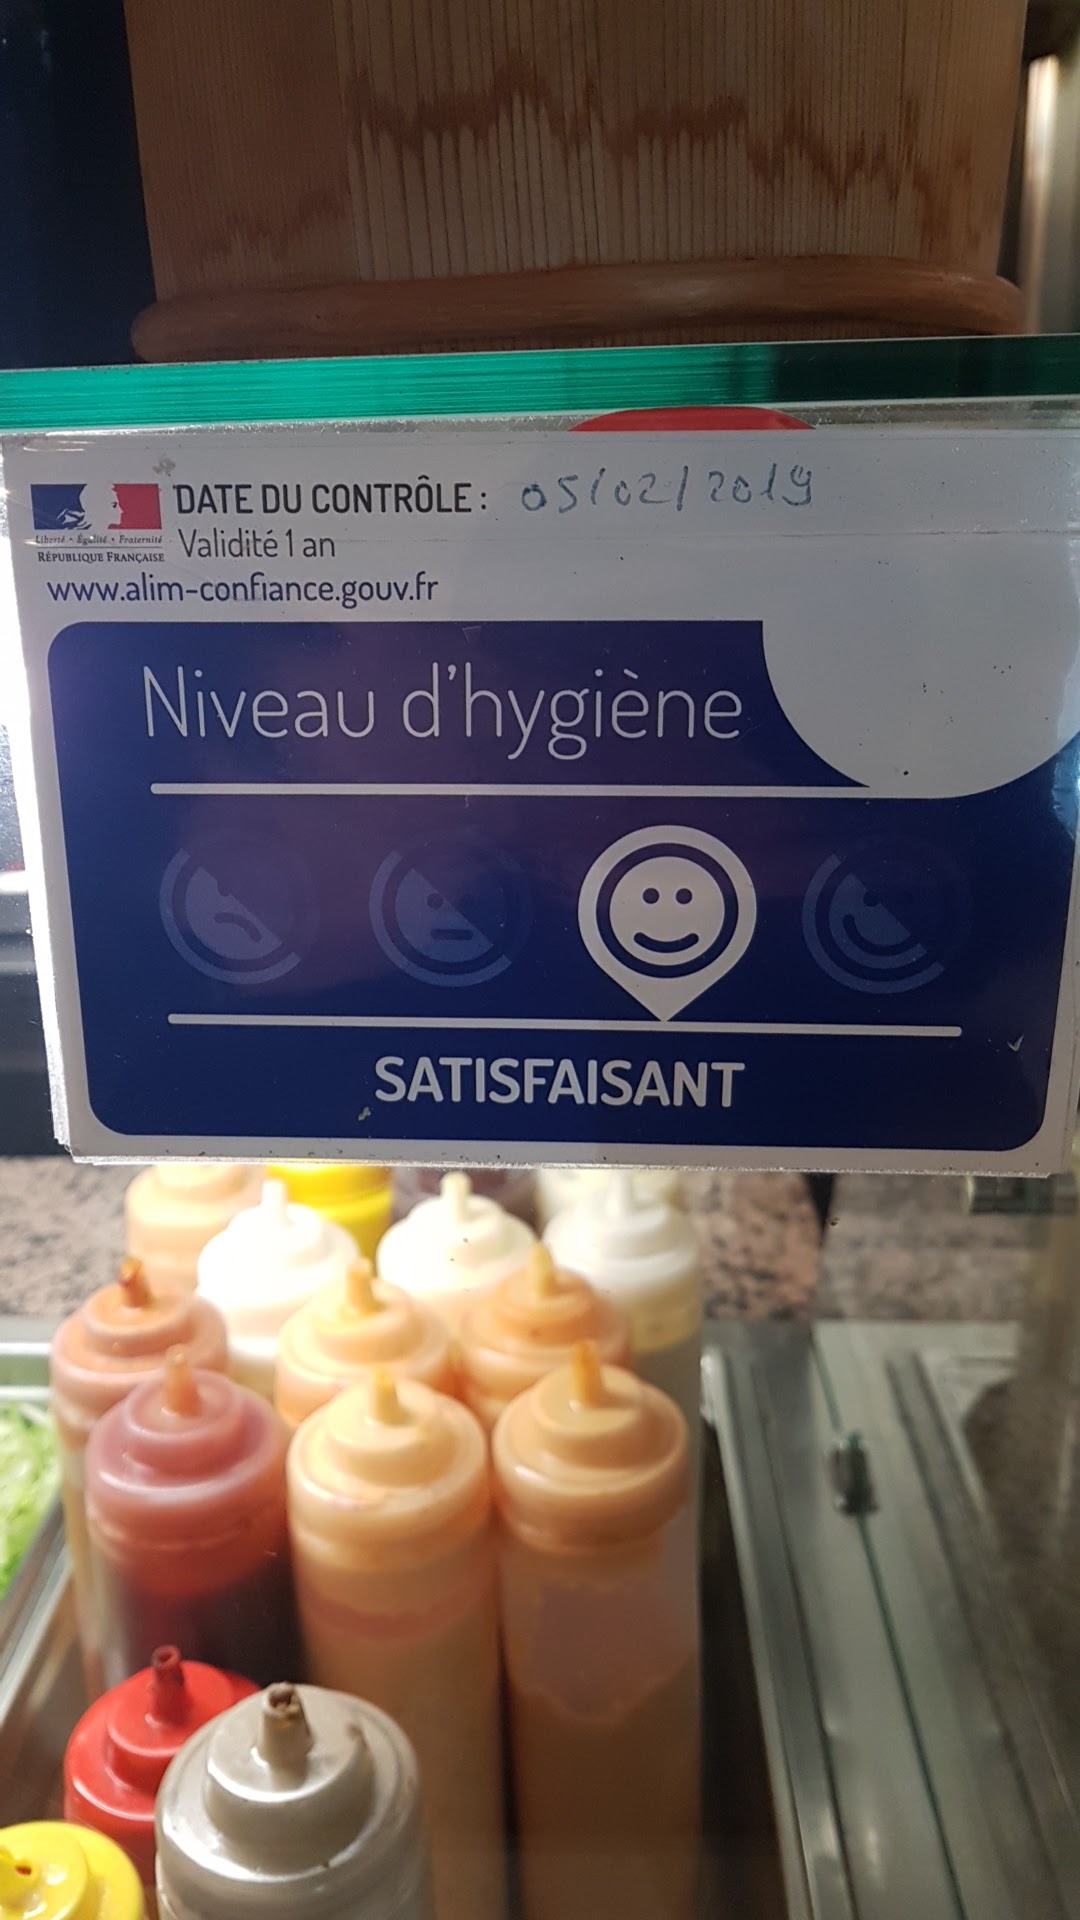 DATE DU CONTRÔLE : 05/02/2019
Liberté • Égalité • Fraternité
RÉPUBLIQUE FRANÇAISE
Validité 1 an
www.alim-confiance.gouv.fr
Niveau d'hygiène
SATISFAISANT